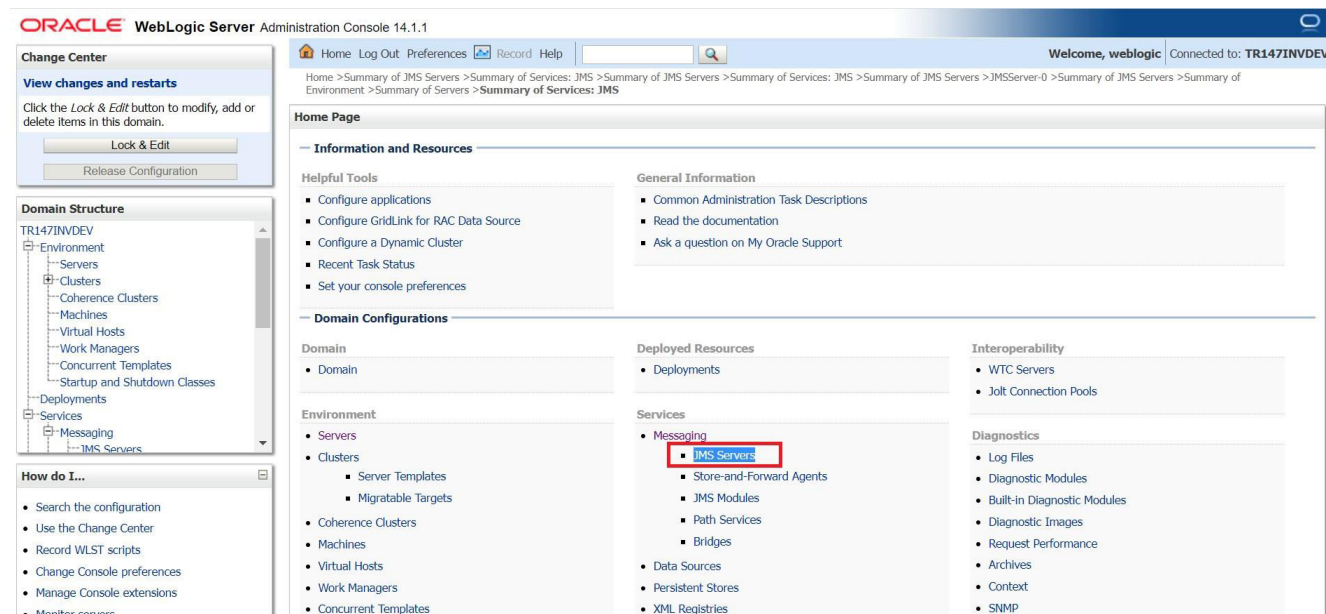 ORACLE WebLogic Server Administration Console 14.1.1
Change Center
View changes and restarts
Click the Lock & Edit button to modify, add or
delete items in this domain.
Lock & Edit
Release Configuration
Domain Structure
TR147INVDEV
Environment
Servers
Clusters
Coherence Clusters
Machines
Virtual Hosts
Work Managers
Concurrent Templates
Startup and Shutdown Classes
Deployments
Services
Messaging
JMS Servers
How do I...
Search the configuration
Use the Change Center
Record WLST scripts
Change Console preferences
Manage Console extensions
Monitor servers
Home Log Out Preferences Record Help
Welcome, weblogic Connected to: TR147INVDEV
Home >Summary of JMS Servers >Summary of Services: JMS >Summary of JMS Servers >Summary of Services: JMS >Summary of JMS Servers >JMSServer-0 >Summary of JMS Servers >Summary of
Environment >Summary of Servers >Summary of Services: JMS
Home Page
Information and Resources
Helpful Tools
Configure applications
Configure GridLink for RAC Data Source
Configure a Dynamic Cluster
Recent Task Status
Set your console preferences
General Information
Common Administration Task Descriptions
Read the documentation
Ask a question on My Oracle Support
Domain Configurations
Domain
Domain
Deployed Resources
Deployments
Interoperability
WTC Servers
Jolt Connection Pools
Environment
Servers
Clusters
Server Templates
Migratable Targets
Coherence Clusters
Machines
Virtual Hosts
Work Managers
Concurrent Templates
Services
Messaging
JMS Servers
Store-and-Forward Agents
JMS Modules
Path Services
Bridges
Data Sources
Persistent Stores
XML Registries
Diagnostics
Log Files
Diagnostic Modules
Built-in Diagnostic Modules
Diagnostic Images
Request Performance
Archives
Context
SNMP